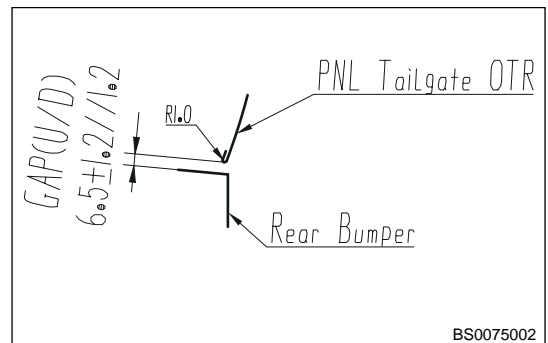 PNL Tailgate OTR
GAP(U/D)
6.5±1.2//1.2
R1.0
Rear Bumper
BS0075002